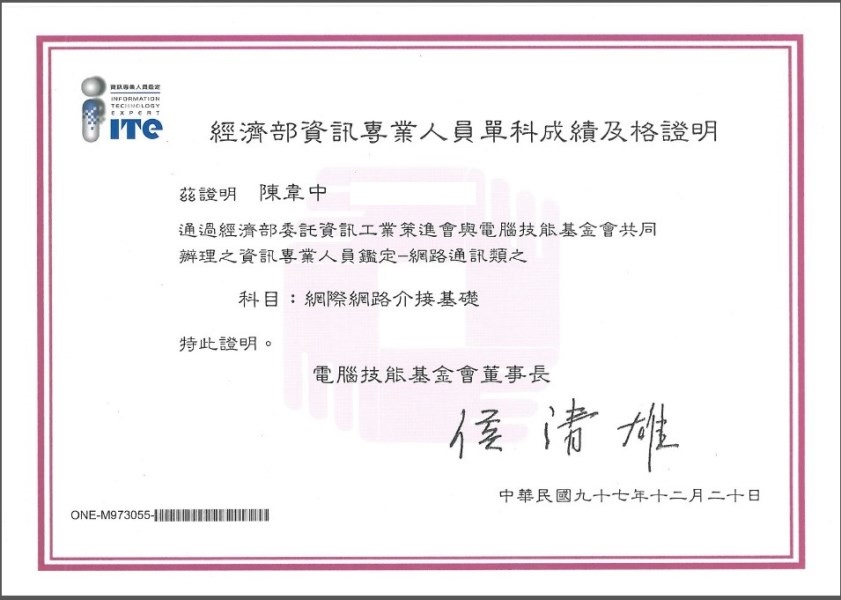 資訊專業人員鑑定
INFORMATION
TECHNOLOGY
EXPERT
iTe
經濟部資訊專業人員單科成績及格證明
茲證明 陳韋中
通過經濟部委託資訊工業策進會與電腦技能基金會共同
辦理之資訊專業人員鑑定-網路通訊類之
科目：網際網路介接基礎
特此證明。
電腦技能基金會董事長
侯清雄
中華民國九十七年十二月二十日
ONE-M973055-